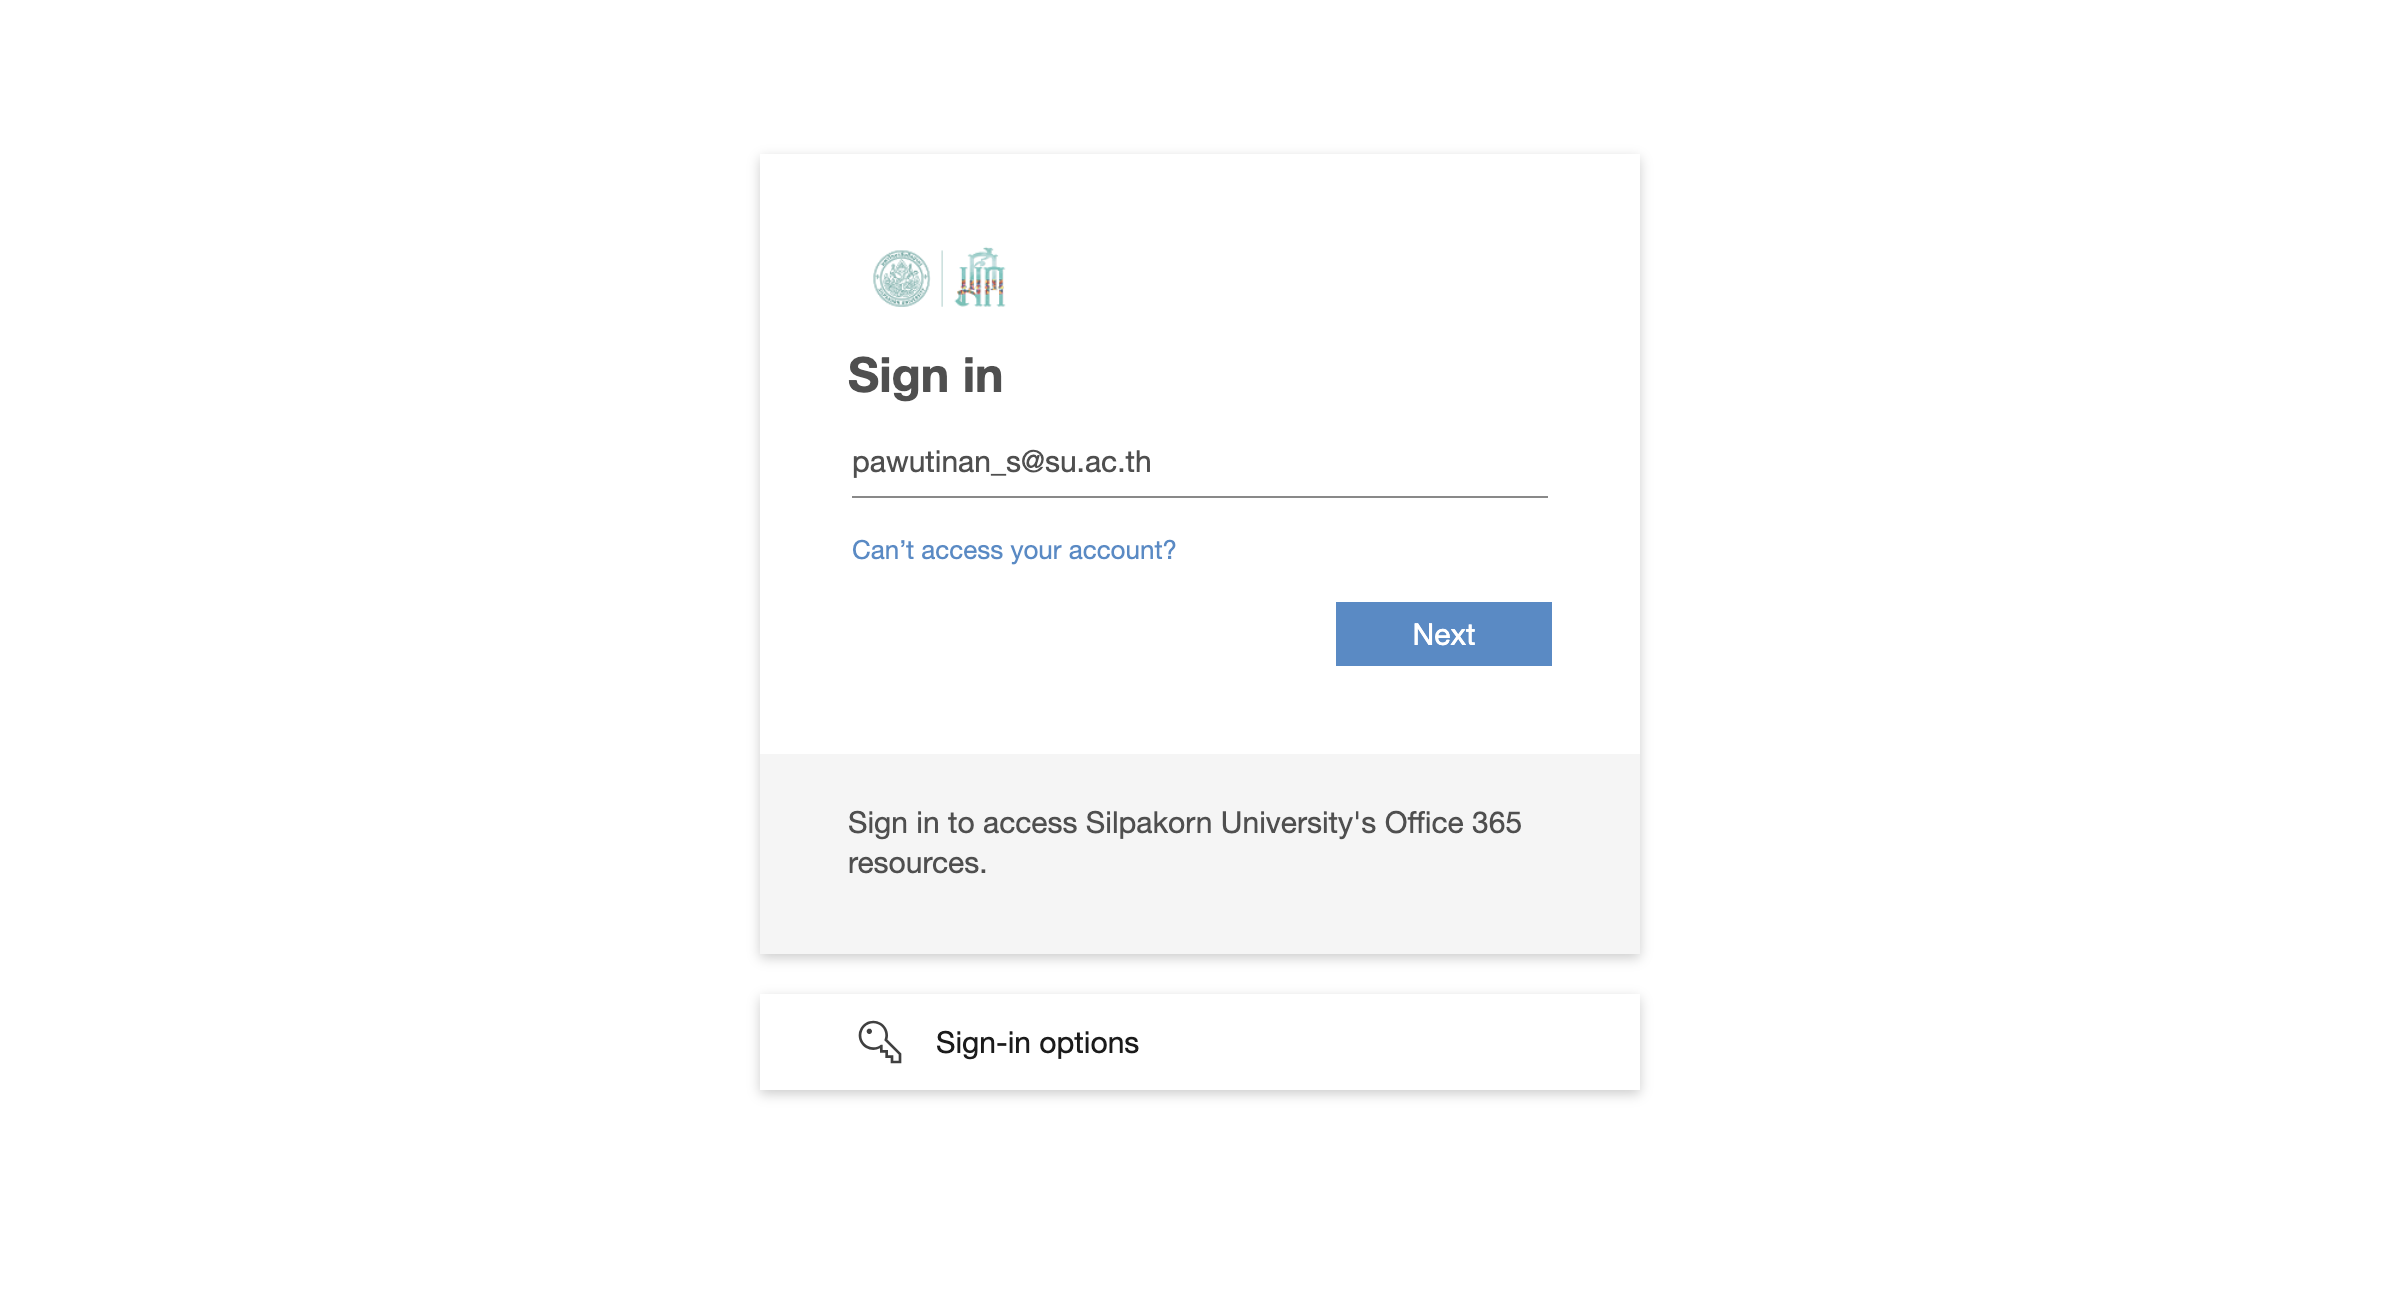 Sign in
pawutinan_s@su.ac.th
Can’t access your account?
Next
Sign in to access Silpakorn University's Office 365
resources.
Sign-in options